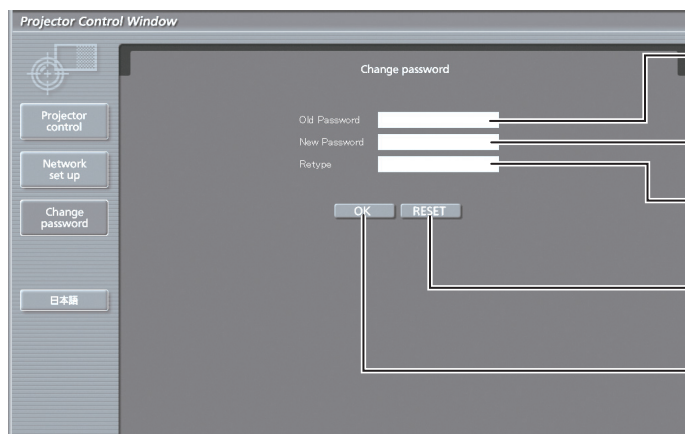 Projector Control Window
Projector
control
Network
set up
Change
password
日本語
Change password
Old Password
New Password
Retype
OK
RESET